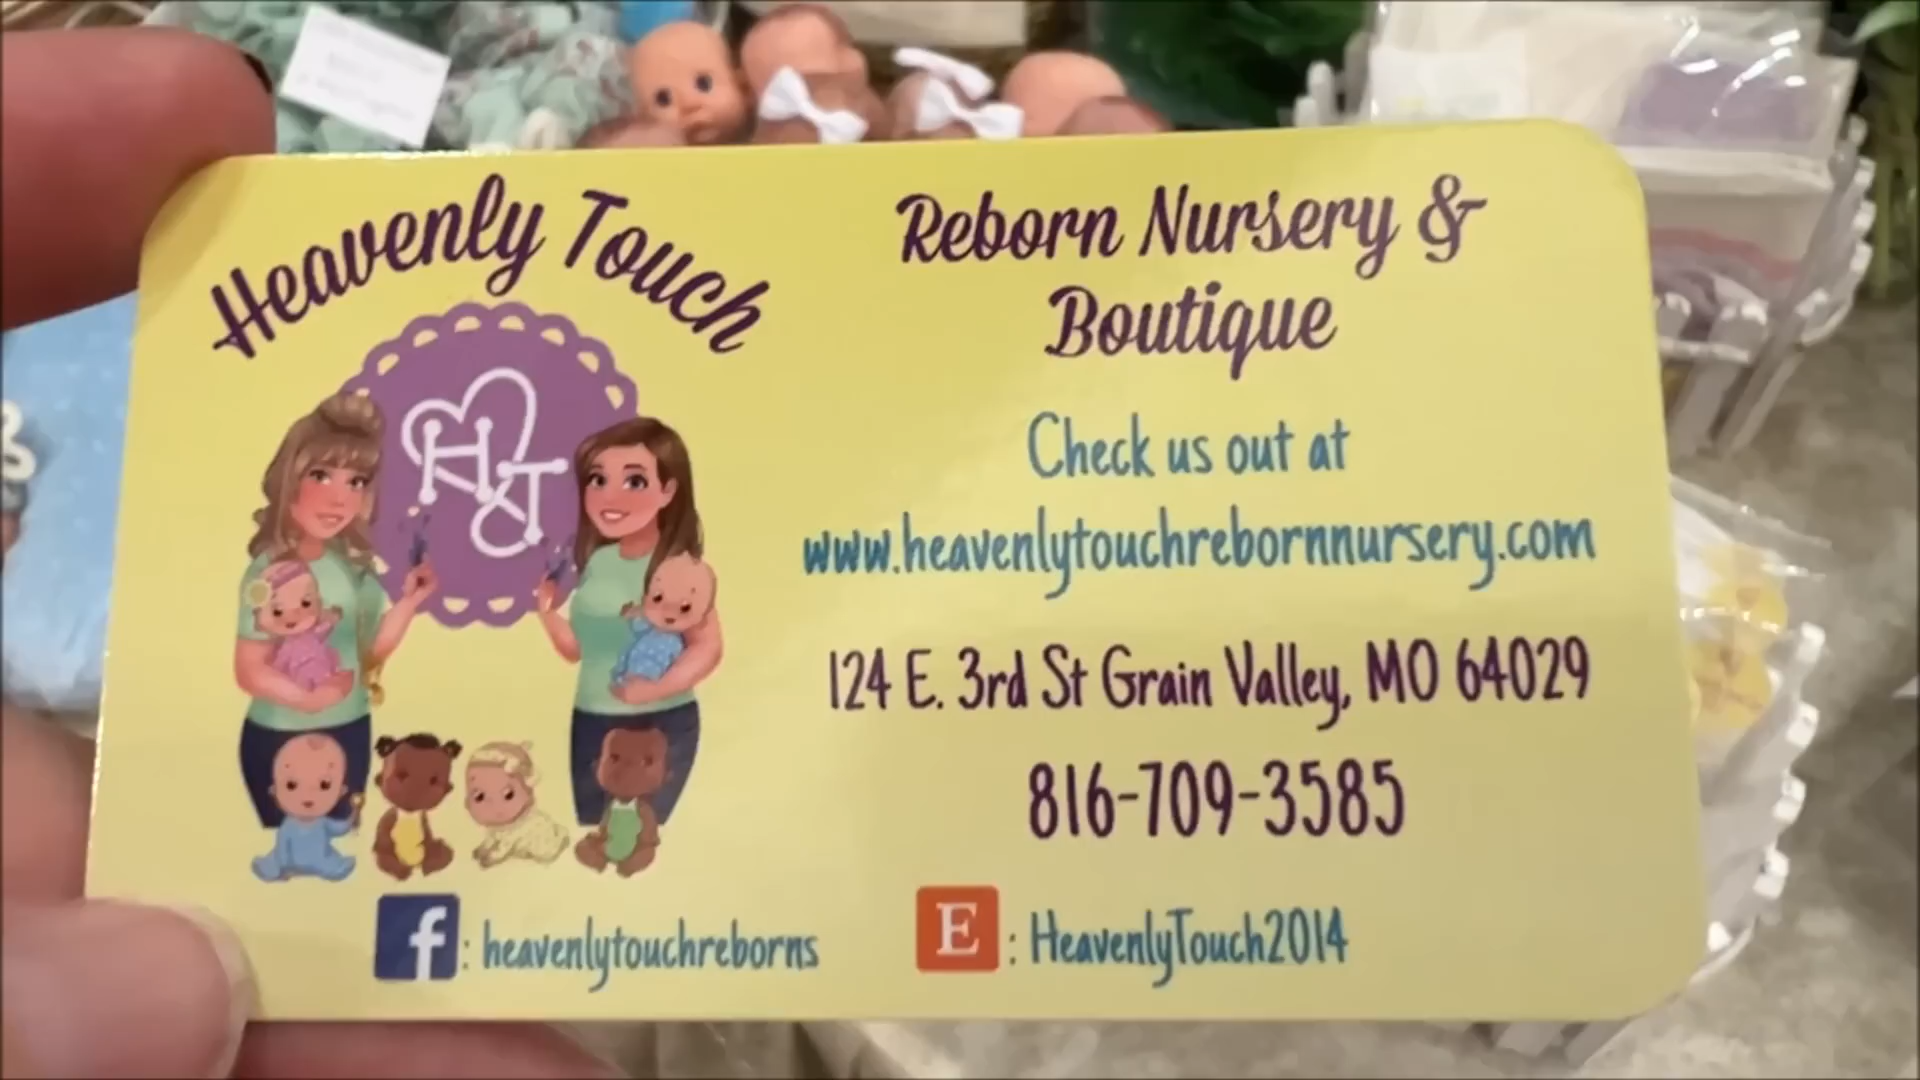 Heavenly Touch
H&T
Reborn Nursery &
Boutique
Check us out at
www.heavenlytouchrebornnursery.com
124 E. 3rd St Grain Valley, MO 64029
816-709-3585
f : heavenlytouchreborns
E : HeavenlyTouch2014